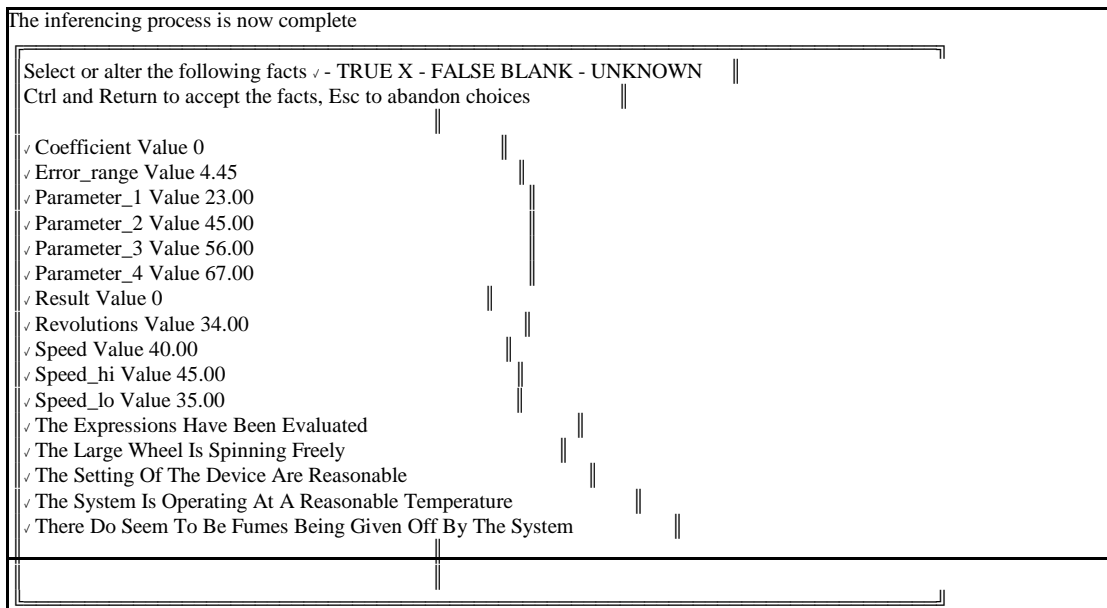 The inferencing process is now complete
Select or alter the following facts ✓ - TRUE X - FALSE BLANK - UNKNOWN
Ctrl and Return to accept the facts, Esc to abandon choices
✓ Coefficient Value 0
✓ Error_range Value 4.45
✓ Parameter_1 Value 23.00
✓ Parameter_2 Value 45.00
✓ Parameter_3 Value 56.00
✓ Parameter_4 Value 67.00
✓ Result Value 0
✓ Revolutions Value 34.00
✓ Speed Value 40.00
✓ Speed_hi Value 45.00
✓ Speed_lo Value 35.00
✓ The Expressions Have Been Evaluated
✓ The Large Wheel Is Spinning Freely
✓ The Setting Of The Device Are Reasonable
✓ The System Is Operating At A Reasonable Temperature
✓ There Do Seem To Be Fumes Being Given Off By The System